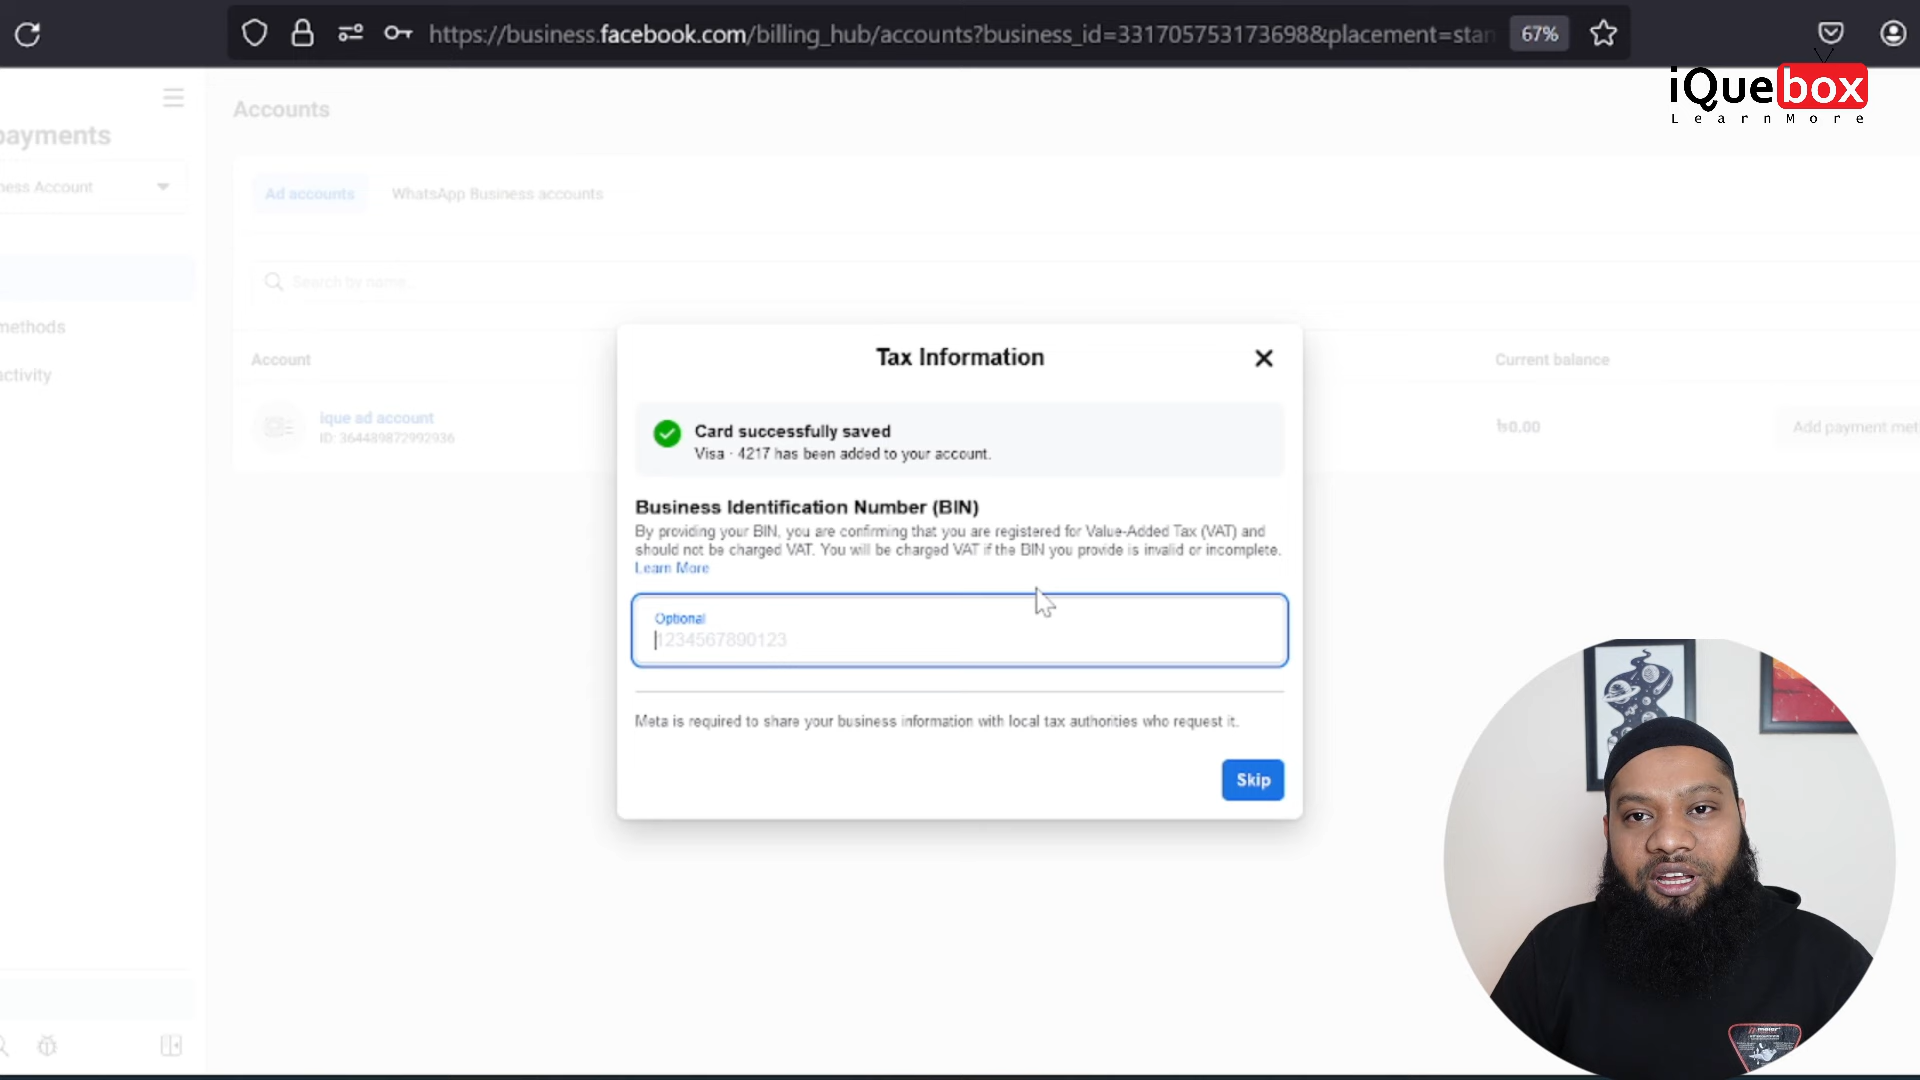 https://business.facebook.com/billing_hub/accounts?business_id=331705753173698&placement=stan
67%
iQuebox
LearnMore
payments
Accounts
ness Account
Ad accounts
WhatsApp Business accounts
Search by name...
methods
activity
Account
Current balance
ique ad account
ID: 364489872992936
৳0.00
Add payment met
Tax Information
Card successfully saved
Visa · 4217 has been added to your account.
Business Identification Number (BIN)
By providing your BIN, you are confirming that you are registered for Value-Added Tax (VAT) and
should not be charged VAT. You will be charged VAT if the BIN you provide is invalid or incomplete.
Learn More
Optional
1234567890123
Meta is required to share your business information with local tax authorities who request it.
Skip